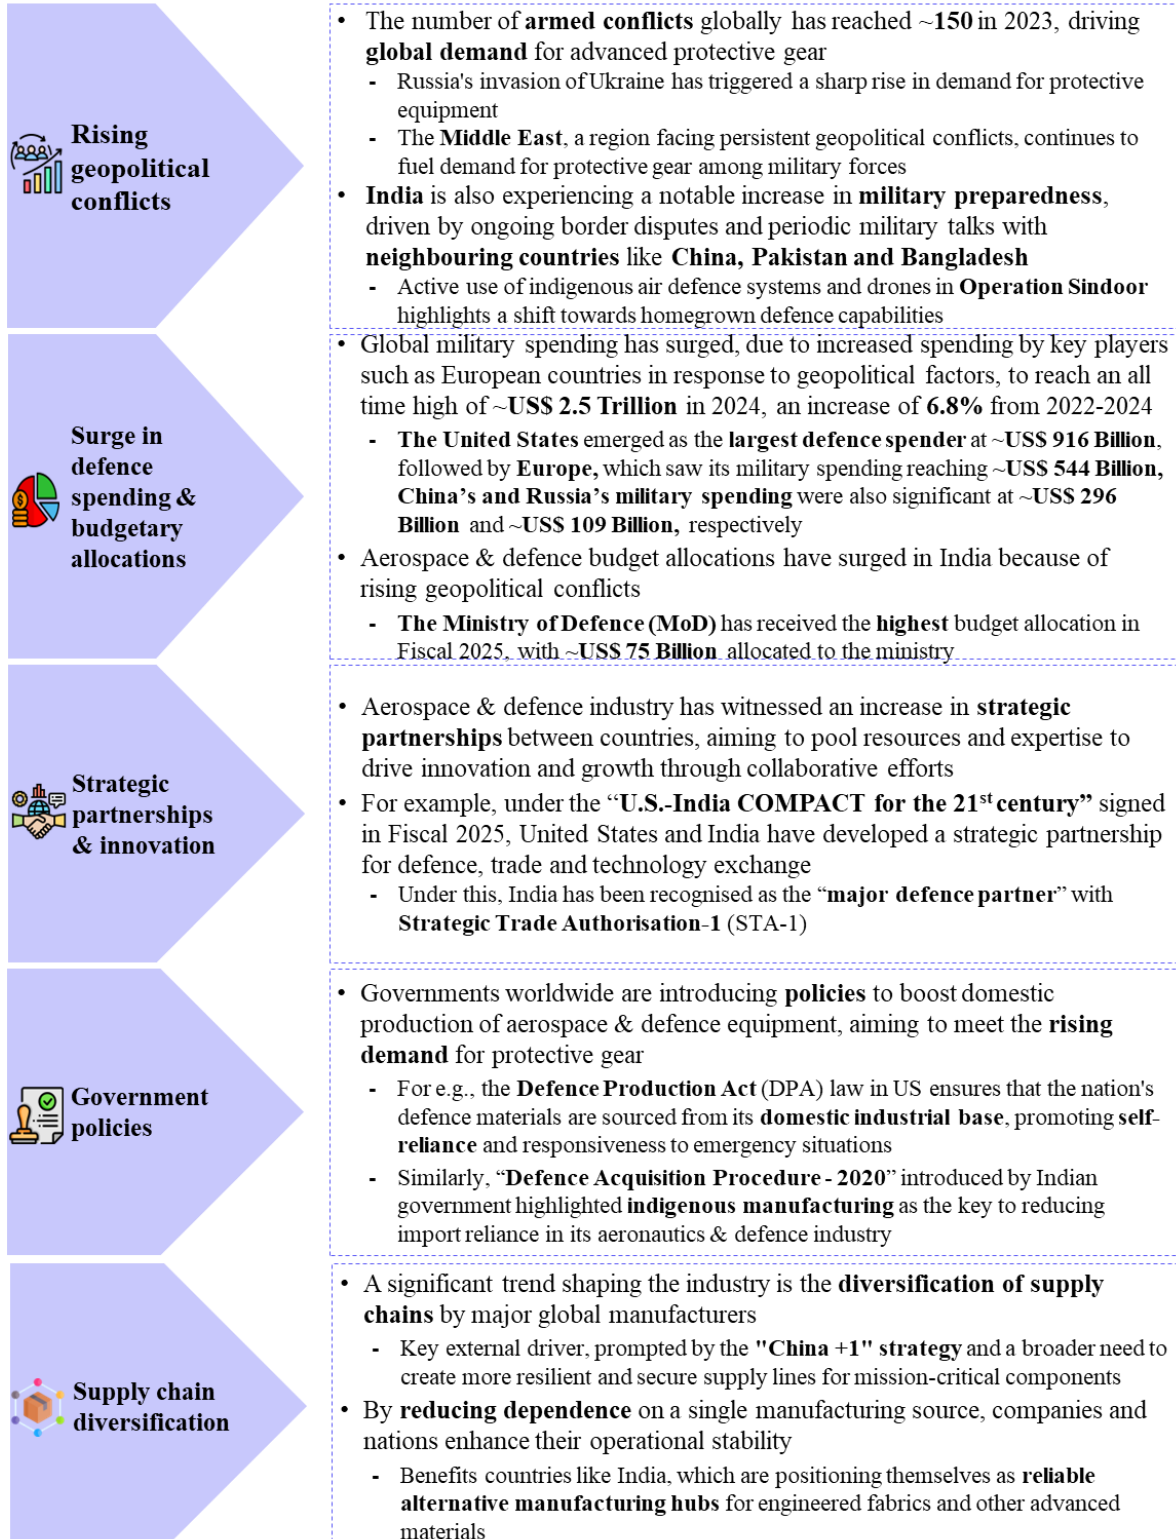 Rising
geopolitical
conflicts
• The number of armed conflicts globally has reached ~150 in 2023, driving
global demand for advanced protective gear
- Russia's invasion of Ukraine has triggered a sharp rise in demand for protective
equipment
- The Middle East, a region facing persistent geopolitical conflicts, continues to
fuel demand for protective gear among military forces
• India is also experiencing a notable increase in military preparedness,
driven by ongoing border disputes and periodic military talks with
neighbouring countries like China, Pakistan and Bangladesh
- Active use of indigenous air defence systems and drones in Operation Sindoor
highlights a shift towards homegrown defence capabilities
Surge in
defence
spending &
budgetary
allocations
• Global military spending has surged, due to increased spending by key players
such as European countries in response to geopolitical factors, to reach an all
time high of ~US$ 2.5 Trillion in 2024, an increase of 6.8% from 2022-2024
- The United States emerged as the largest defence spender at ~US$ 916 Billion,
followed by Europe, which saw its military spending reaching ~US$ 544 Billion,
China's and Russia's military spending were also significant at ~US$ 296
Billion and ~US$ 109 Billion, respectively
• Aerospace & defence budget allocations have surged in India because of
rising geopolitical conflicts
- The Ministry of Defence (MoD) has received the highest budget allocation in
Fiscal 2025, with ~US$ 75 Billion allocated to the ministry
Strategic
partnerships
& innovation
• Aerospace & defence industry has witnessed an increase in strategic
partnerships between countries, aiming to pool resources and expertise to
drive innovation and growth through collaborative efforts
• For example, under the “U.S.-India COMPACT for the 21st century” signed
in Fiscal 2025, United States and India have developed a strategic partnership
for defence, trade and technology exchange
- Under this, India has been recognised as the “major defence partner” with
Strategic Trade Authorisation-1 (STA-1)
Government
policies
• Governments worldwide are introducing policies to boost domestic
production of aerospace & defence equipment, aiming to meet the rising
demand for protective gear
- For e.g., the Defence Production Act (DPA) law in US ensures that the nation's
defence materials are sourced from its domestic industrial base, promoting self-
reliance and responsiveness to emergency situations
- Similarly, “Defence Acquisition Procedure - 2020” introduced by Indian
government highlighted indigenous manufacturing as the key to reducing
import reliance in its aeronautics & defence industry
Supply chain
diversification
• A significant trend shaping the industry is the diversification of supply
chains by major global manufacturers
- Key external driver, prompted by the "China +1" strategy and a broader need to
create more resilient and secure supply lines for mission-critical components
• By reducing dependence on a single manufacturing source, companies and
nations enhance their operational stability
- Benefits countries like India, which are positioning themselves as reliable
alternative manufacturing hubs for engineered fabrics and other advanced
materials